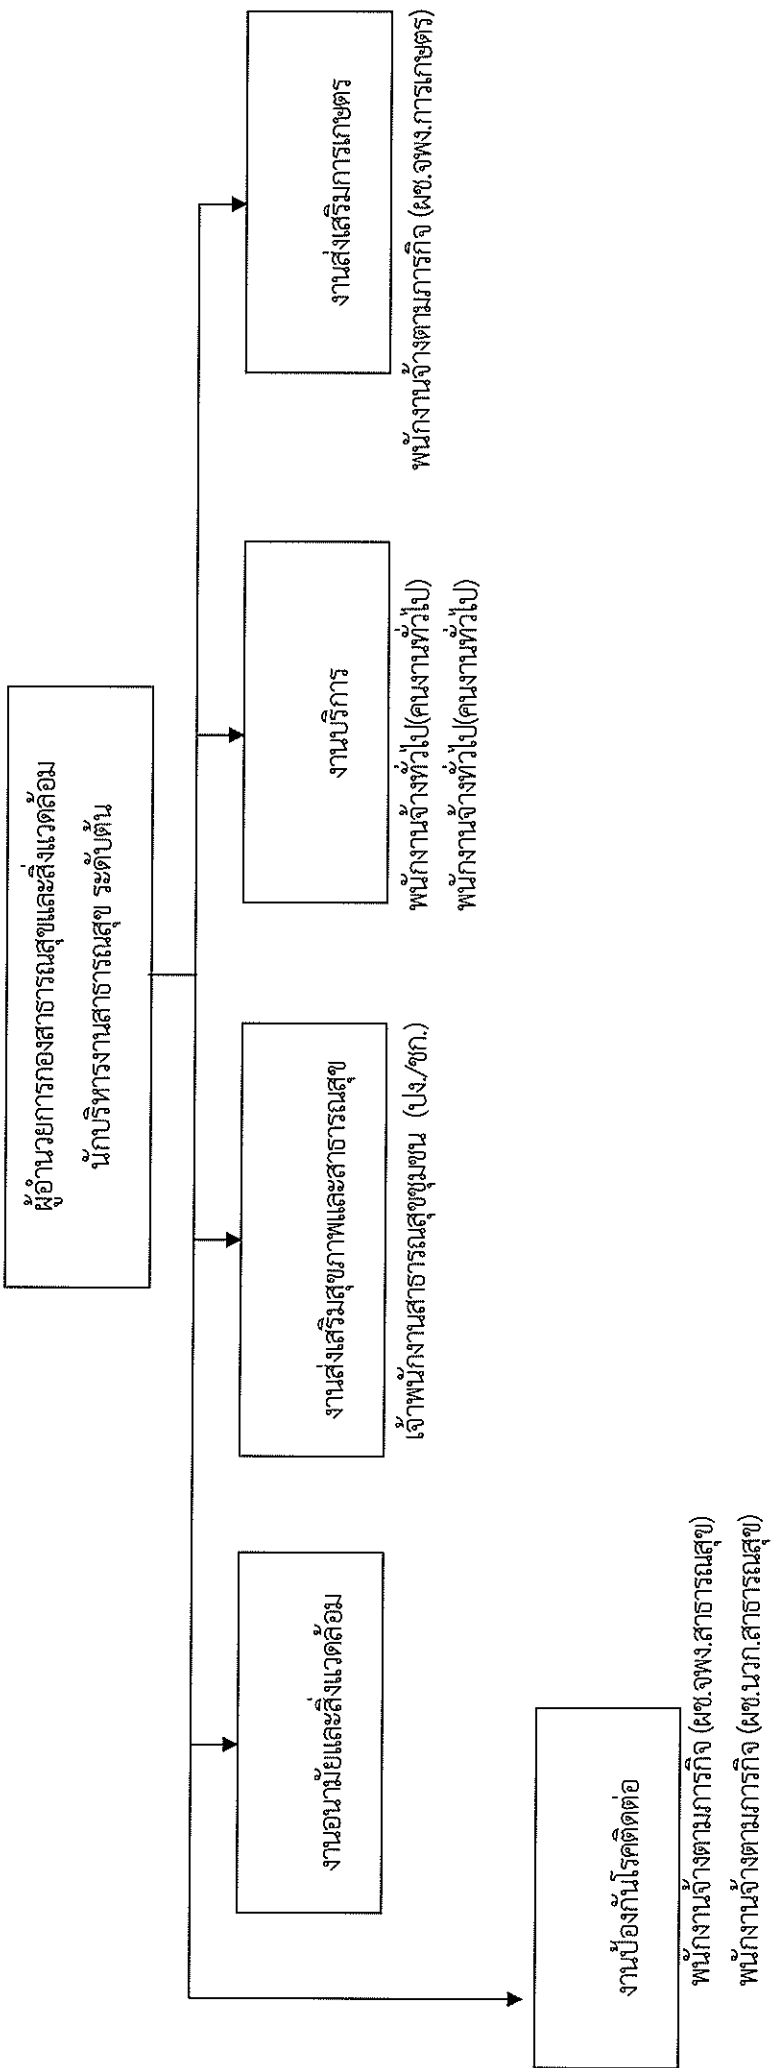 ผู้อำนวยการกองสาธารณสุขและสิ่งแวดล้อม
นักบริหารงานสาธารณสุข ระดับต้น
งานอนามัยและสิ่งแวดล้อม
งานส่งเสริมสุขภาพและสาธารณสุข
เจ้าพนักงานสาธารณสุขชุมชน (ปง./ชก.)
งานบริการ
พนักงานจ้างทั่วไป(คนงานทั่วไป)
พนักงานจ้างทั่วไป(คนงานทั่วไป)
งานส่งเสริมการเกษตร
พนักงานจ้างตามภารกิจ (ผช.จพง.การเกษตร)
งานป้องกันโรคติดต่อ
พนักงานจ้างตามภารกิจ (ผช.จพง.สาธารณสุข)
พนักงานจ้างตามภารกิจ (ผช.นวก.สาธารณสุข)